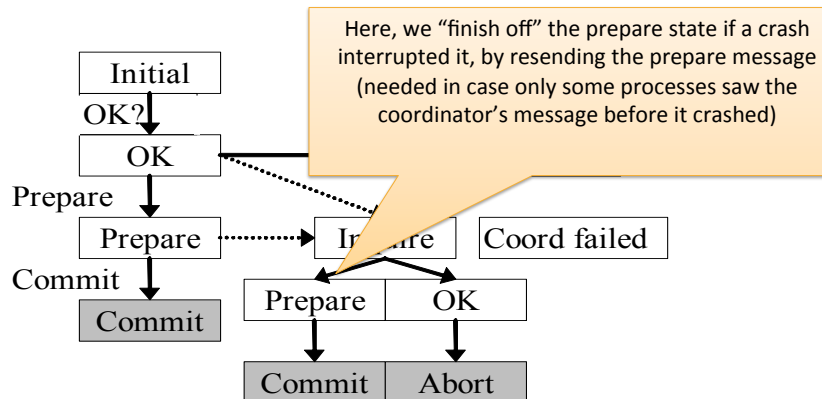 Here, we “finish off” the prepare state if a crash
interrupted it, by resending the prepare message
(needed in case only some processes saw the
coordinator’s message before it crashed)
Initial
OK?
OK
Prepare
Prepare
Coord failed
Commit
Prepare
OK
Commit
Commit
Abort